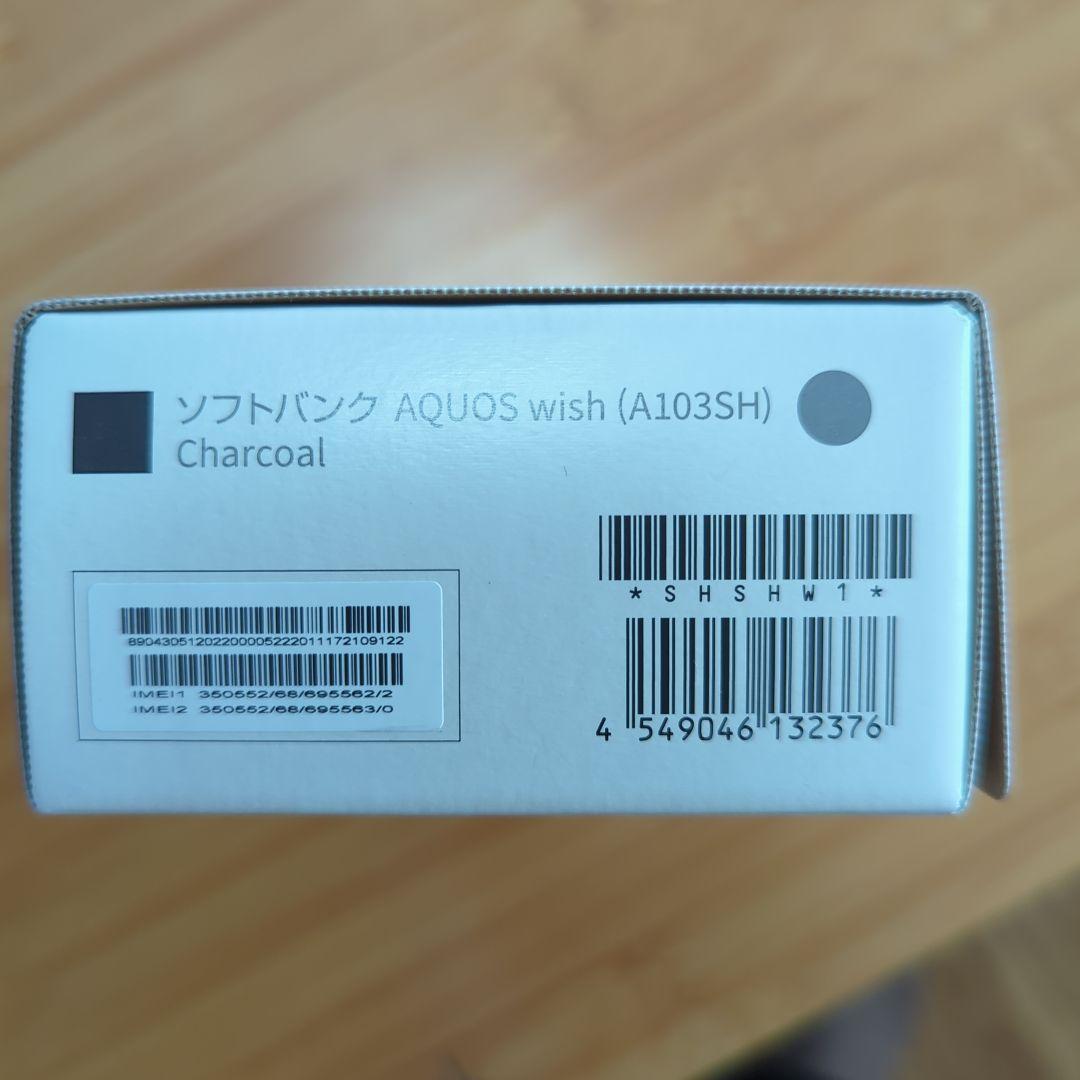 ソフトバンク AQUOS wish (A103SH)
Charcoal
*SHSHW1*
89043051202200005222011172109122
IMEI1 350552/68/695562/2
IMEI2 350552/68/695563/0
4 549046 132376